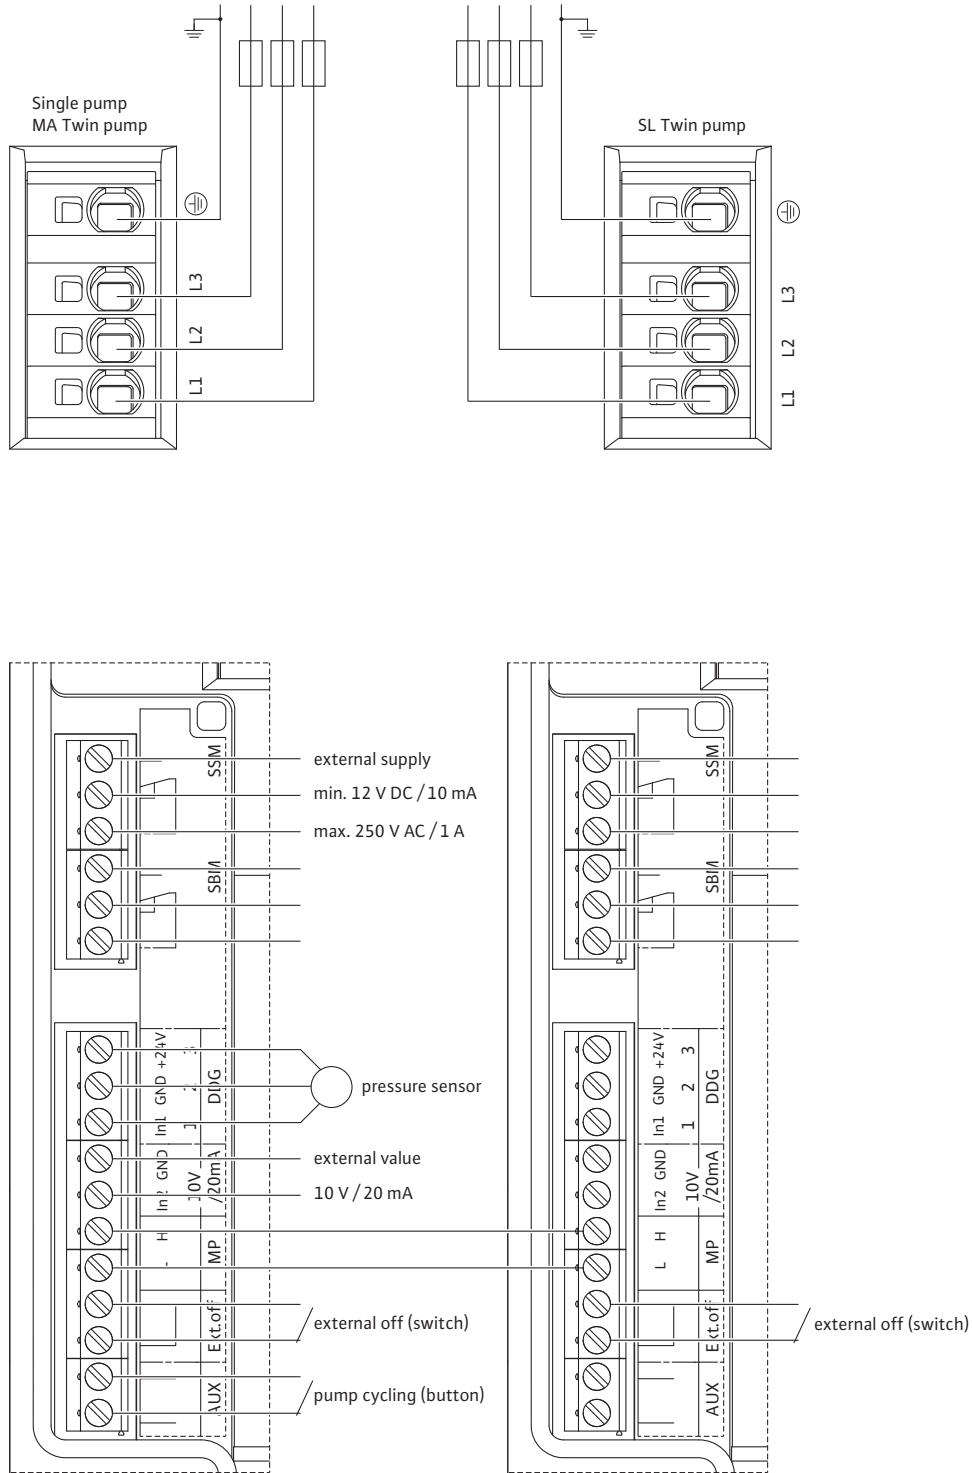 Single pump
MA Twin pump
L3
L2
L1
SL Twin pump
L3
L2
L1
SSM
external supply
min. 12 V DC / 10 mA
max. 250 V AC / 1 A
SBM
+24V
3
GND
2
DDG
pressure sensor
In1
1
GND
external value
10V
/20mA
In2
10 V / 20 mA
H
MP
Ext.off
external off (switch)
AUX
pump cycling (button)
SSM
SBM
+24V
3
GND
2
DDG
In1
1
GND
10V
/20mA
In2
H
L
MP
Ext.off
external off (switch)
AUX